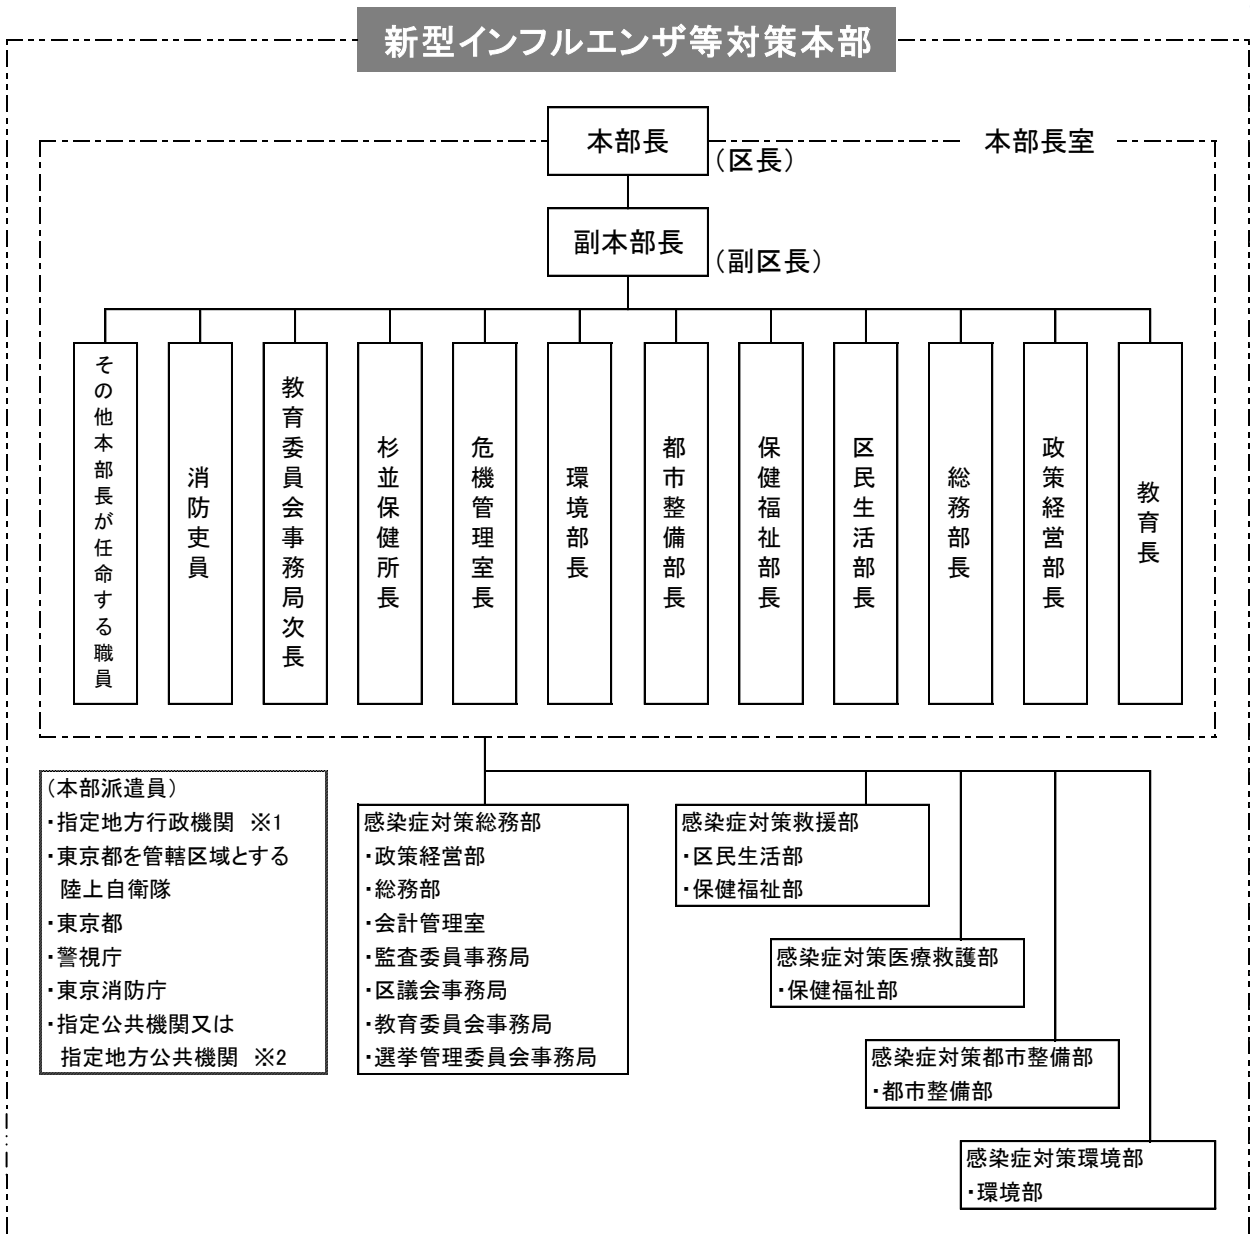 新型インフルエンザ等対策本部
本部長
(区長)
本部長室
副本部長
(副区長)
その他本部長が任命する職員
消防吏員
教育委員会事務局次長
杉並保健所長
危機管理室長
環境部長
都市整備部長
保健福祉部長
区民生活部長
総務部長
政策経営部長
教育長
(本部派遣員)
・指定地方行政機関 ※1
・東京都を管轄区域とする
陸上自衛隊
・東京都
・警視庁
・東京消防庁
・指定公共機関又は
指定地方公共機関 ※2
感染症対策総務部
・政策経営部
・総務部
・会計管理室
・監査委員事務局
・区議会事務局
・教育委員会事務局
・選挙管理委員会事務局
感染症対策救援部
・区民生活部
・保健福祉部
感染症対策医療救護部
・保健福祉部
感染症対策都市整備部
・都市整備部
感染症対策環境部
・環境部